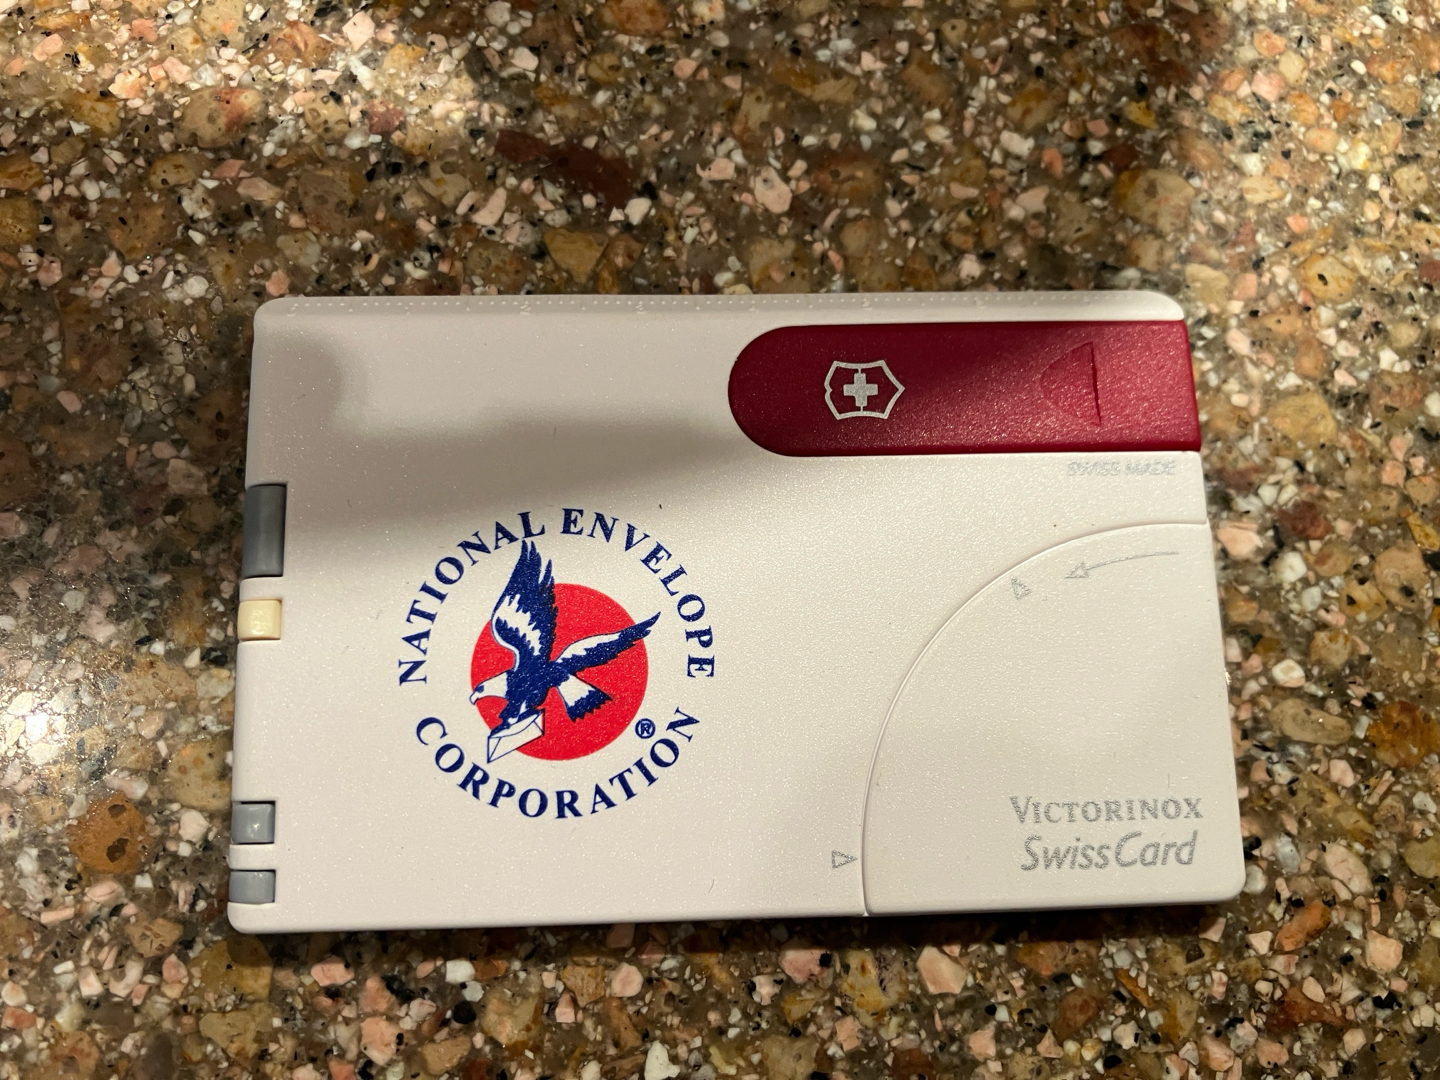 SWISS MADE
NATIONAL ENVELOPE
CORPORATION
®
VICTORINOX
SwissCard